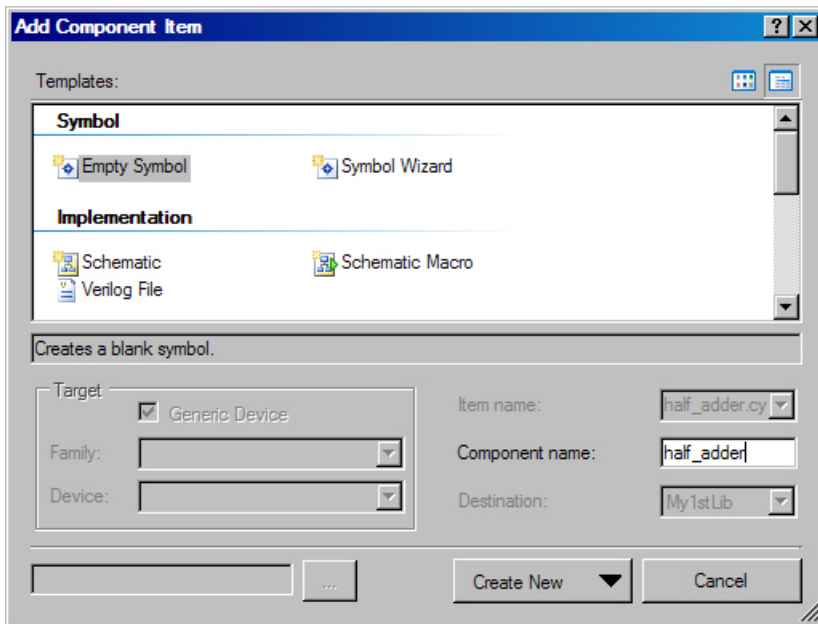 Add Component Item
Templates:
Symbol
Empty Symbol Symbol Wizard
Implementation
Schematic Schematic Macro
Verilog File
Creates a blank symbol.
Target
Generic Device
Family:
Device:
Item name: half_adder.cy
Component name: half_adder
Destination: My1stLib
... Create New Cancel